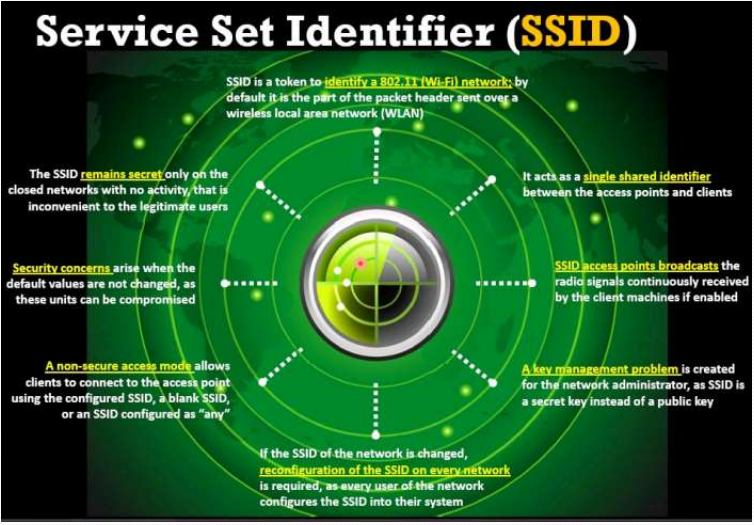 Service Set Identifier (SSID)
SSID is a token to identify a 802.11 (Wi-Fi) network; by
default it is the part of the packet header sent over a
wireless local area network (WLAN)
The SSID remains secret only on the
closed networks with no activity, that is
inconvenient to the legitimate users
It acts as a single shared identifier
between the access points and clients
Security concerns arise when the
default values are not changed, as
these units can be compromised
SSID access points broadcasts the
radio signals continuously received
by the client machines if enabled
A non-secure access mode allows
clients to connect to the access point
using the configured SSID, a blank SSID,
or an SSID configured as “any”
A key management problem is created
for the network administrator, as SSID is
a secret key instead of a public key
If the SSID of the network is changed,
reconfiguration of the SSID on every network
is required, as every user of the network
configures the SSID into their system